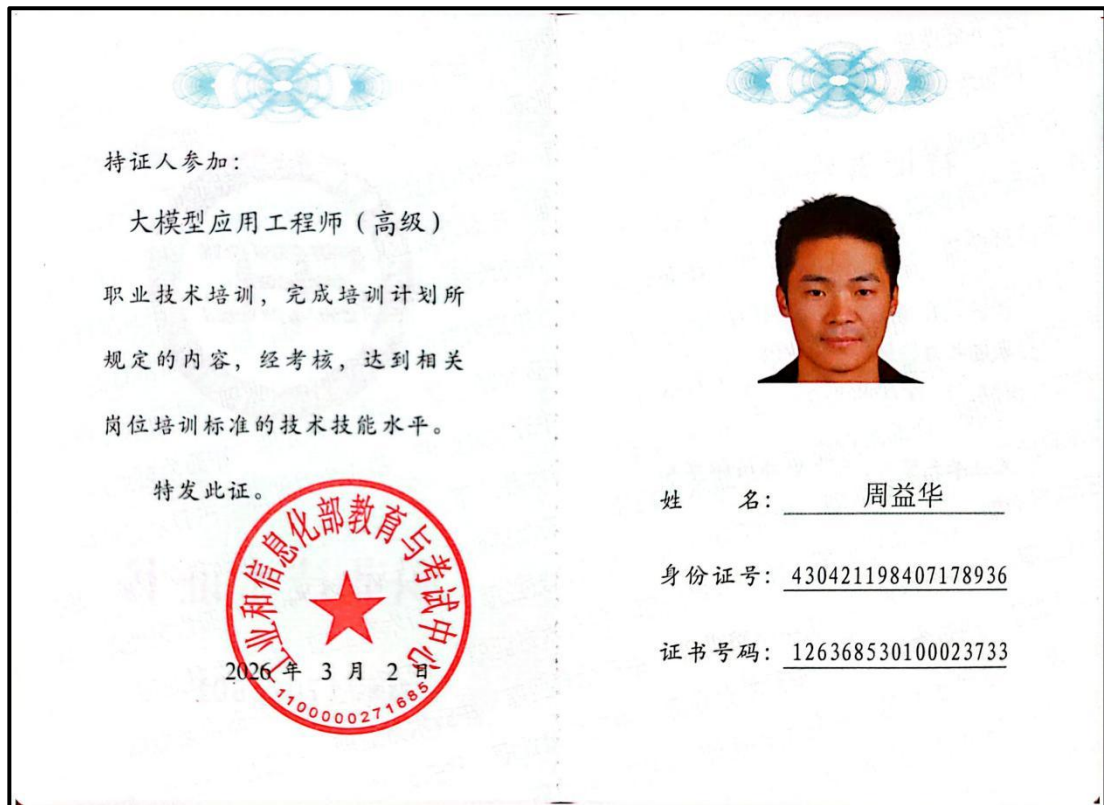 持证人参加:
大模型应用工程师（高级）
职业技术培训，完成培训计划所
规定的内容，经考核，达到相关
岗位培训标准的技术技能水平。
特发此证。
工业和信息化部教育与考试中心
2026 年 3 月 2 日
1100000271685
姓 名: 周益华
身份证号: 430421198407178936
证书号码: 126368530100023733